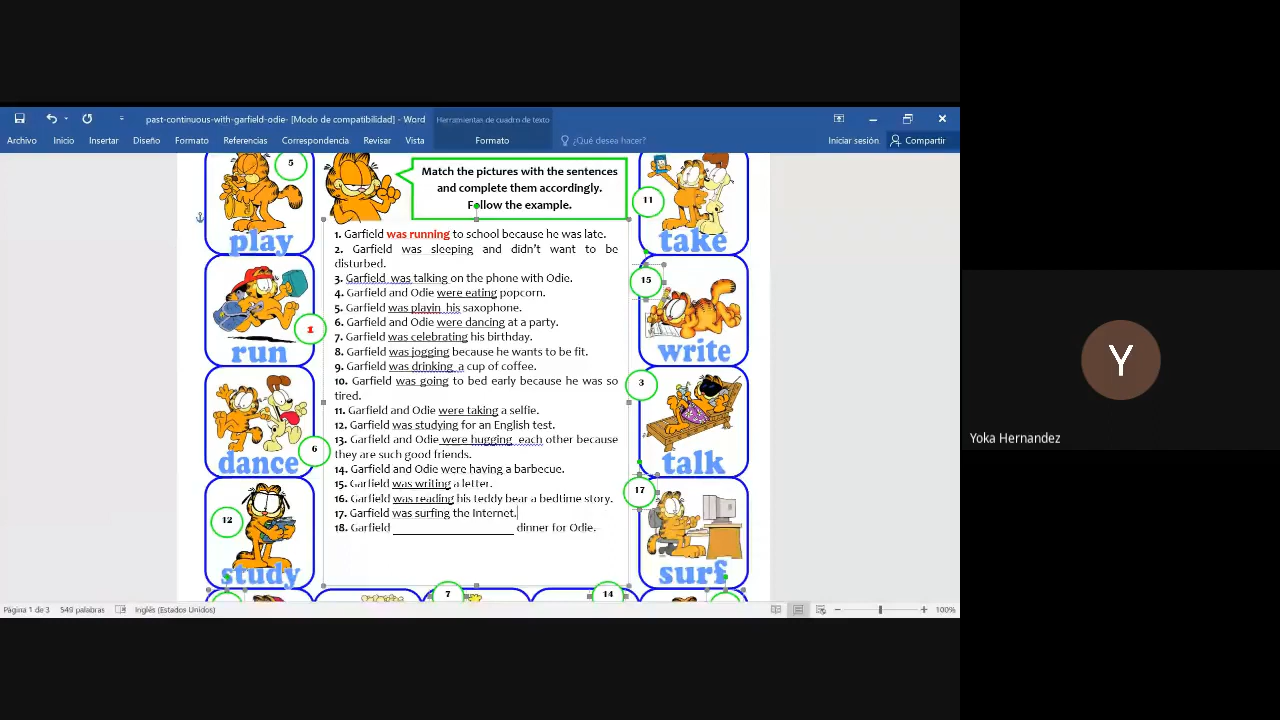 past-continuous-with-garfield-odie- [Modo de compatibilidad] - Word
Herramientas de cuadro de texto
Archivo
Inicio
Insertar
Diseño
Formato
Referencias
Correspondencia
Revisar
Vista
Formato
¿Qué desea hacer?
Iniciar sesión
Compartir
5
play
Match the pictures with the sentences
and complete them accordingly.
Follow the example.
11
take
1. Garfield was running to school because he was late.
2. Garfield was sleeping and didn't want to be
disturbed.
3. Garfield was talking on the phone with Odie.
4. Garfield and Odie were eating popcorn.
5. Garfield was playin his saxophone.
6. Garfield and Odie were dancing at a party.
7. Garfield was celebrating his birthday.
8. Garfield was jogging because he wants to be fit.
9. Garfield was drinking a cup of coffee.
10. Garfield was going to bed early because he was so
tired.
11. Garfield and Odie were taking a selfie.
12. Garfield was studying for an English test.
13. Garfield and Odie were hugging each other because
they are such good friends.
14. Garfield and Odie were having a barbecue.
15. Garfield was writing a letter.
16. Garfield was reading his teddy bear a bedtime story.
17. Garfield was surfing the Internet.
18. Garfield ______________ dinner for Odie.
1
run
6
dance
12
study
15
write
3
talk
17
surf
7
14
Página 1 de 3
549 palabras
Inglés (Estados Unidos)
100%
Y
Yoka Hernandez